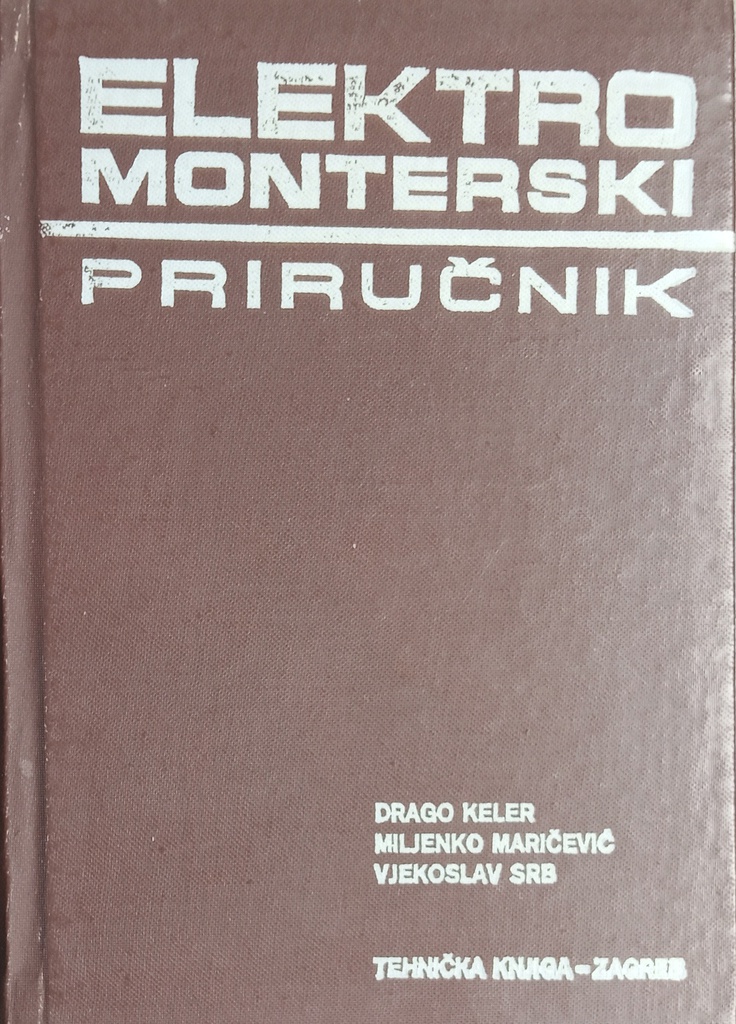 ELEKTRO
MONTERSKI
PRIRUČNIK
DRAGO KELER
MILJENKO MARIČEVIĆ
VJEKOSLAV SRB
TEHNIČKA KNJIGA-ZAGREB